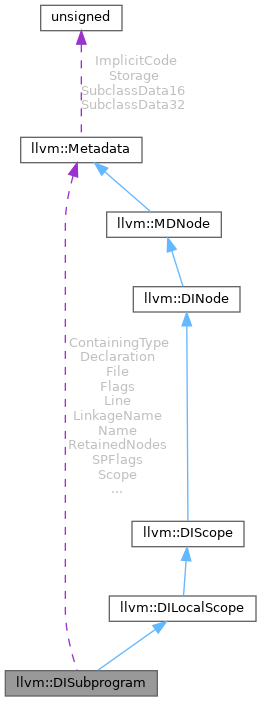 unsigned
ImplicitCode
Storage
SubclassData16
SubclassData32
llvm::Metadata
llvm::MDNode
llvm::DINode
ContainingType
Declaration
File
Flags
Line
LinkageName
Name
RetainedNodes
SPFlags
Scope
...
llvm::DIScope
llvm::DILocalScope
llvm::DISubprogram